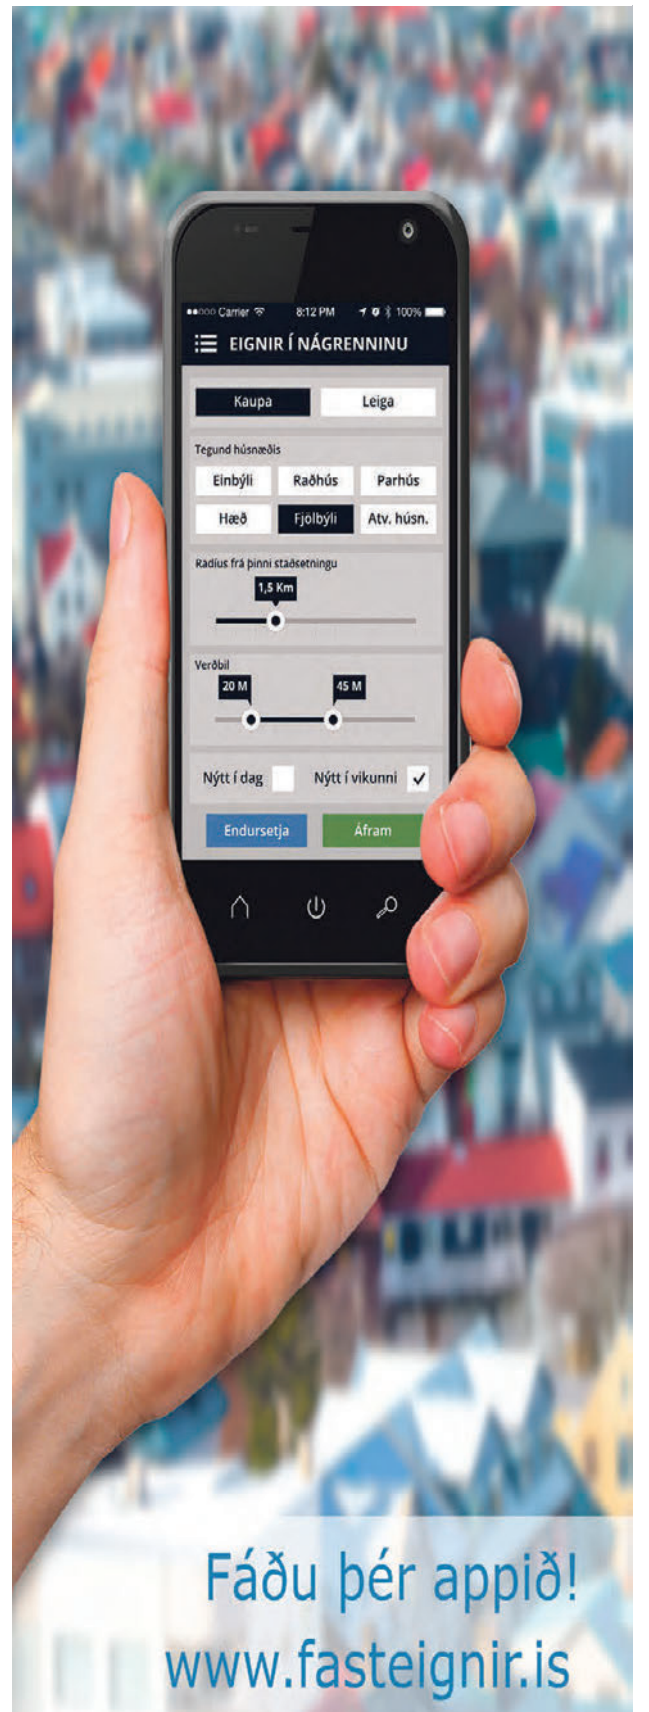 Carrier 8:12 PM 100%
EIGNIR Í NÁGRENNINU
Kaupa Leiga
Tegund húsnæðis
Einbýli Raðhús Parhús
Hæð Fjölbýli Atv. húsn.
Radíus frá þinni staðsetningu
1,5 Km
Verðbil
20 M 45 M
Nýtt í dag Nýtt í vikunni
Endursetja Áfram
Fáðu þér appið!
www.fasteignir.is